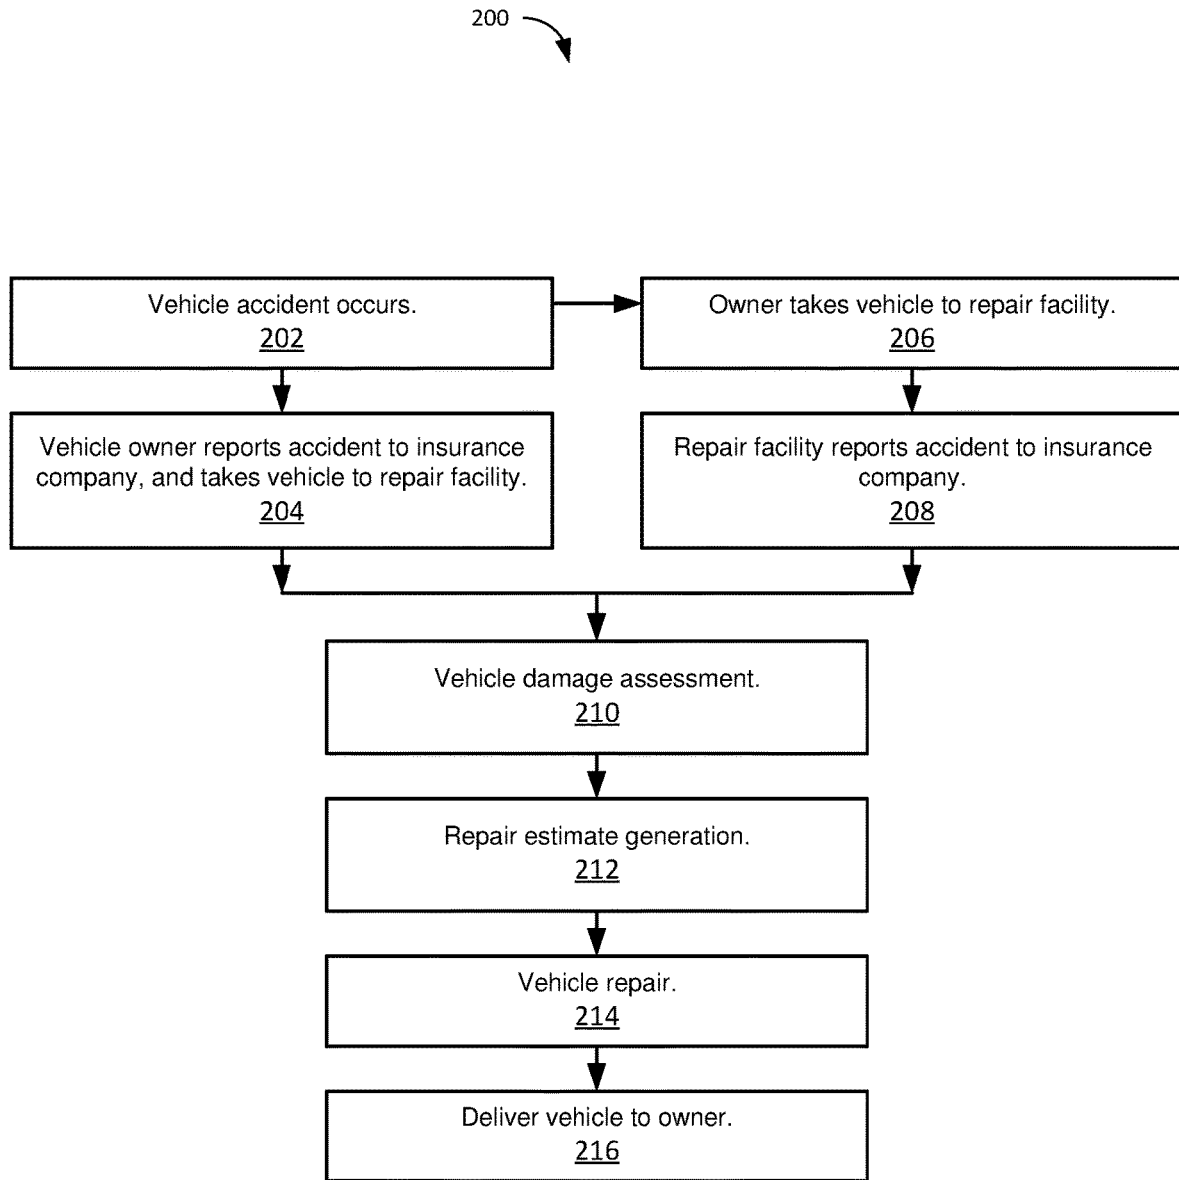 200
Vehicle accident occurs.
202
Owner takes vehicle to repair facility.
206
Vehicle owner reports accident to insurance
company, and takes vehicle to repair facility.
204
Repair facility reports accident to insurance
company.
208
Vehicle damage assessment.
210
Repair estimate generation.
212
Vehicle repair.
214
Deliver vehicle to owner.
216